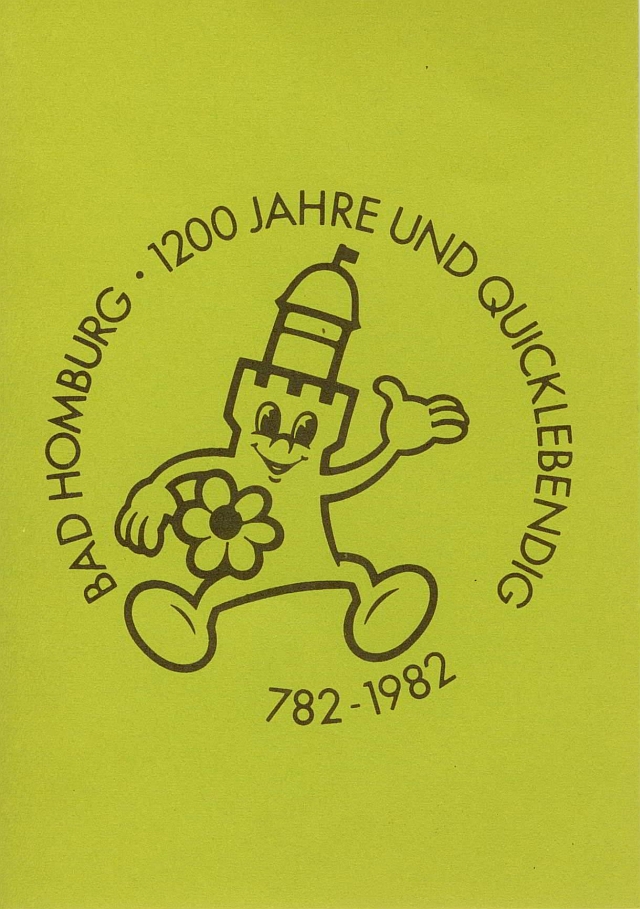 BAD HOMBURG · 1200 JAHRE UND QUICKLEBENDIG
782-1982